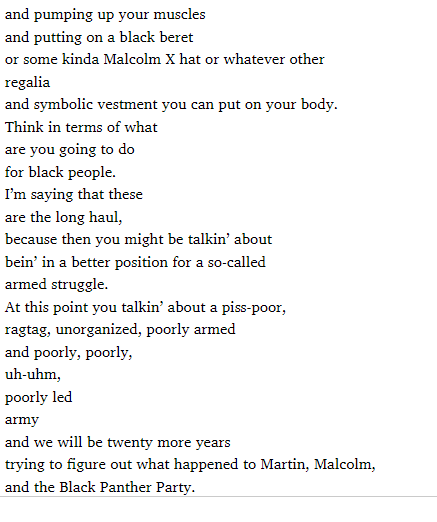 and pumping up your muscles
and putting on a black beret
or some kinda Malcolm X hat or whatever other
regalia
and symbolic vestment you can put on your body.
Think in terms of what
are you going to do
for black people.
I’m saying that these
are the long haul,
because then you might be talkin’ about
bein’ in a better position for a so-called
armed struggle.
At this point you talkin’ about a piss-poor,
ragtag, unorganized, poorly armed
and poorly, poorly,
uh-uhm,
poorly led
army
and we will be twenty more years
trying to figure out what happened to Martin, Malcolm,
and the Black Panther Party.